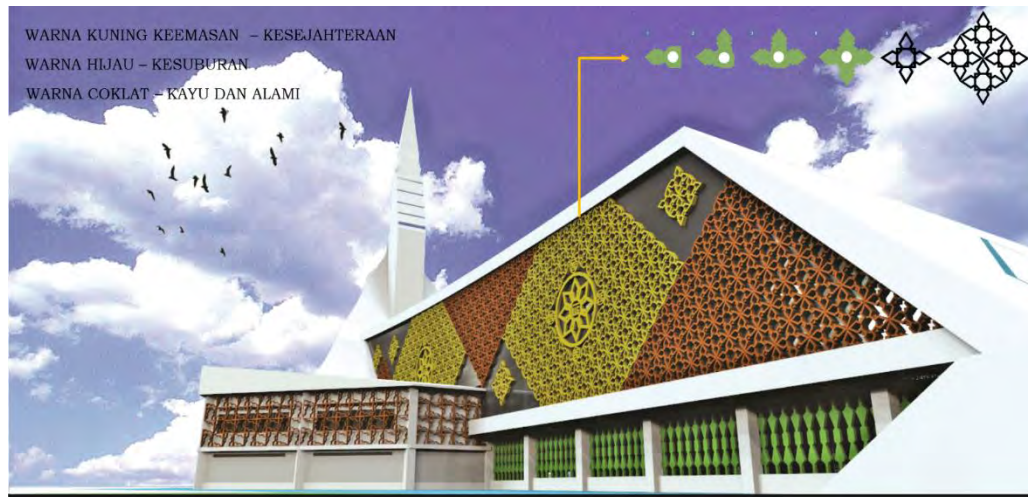 WARNA KUNING KEEMASAN – KESEJAHTERAAN
WARNA HIJAU – KESUBURAN
WARNA COKLAT – KAYU DAN ALAMI